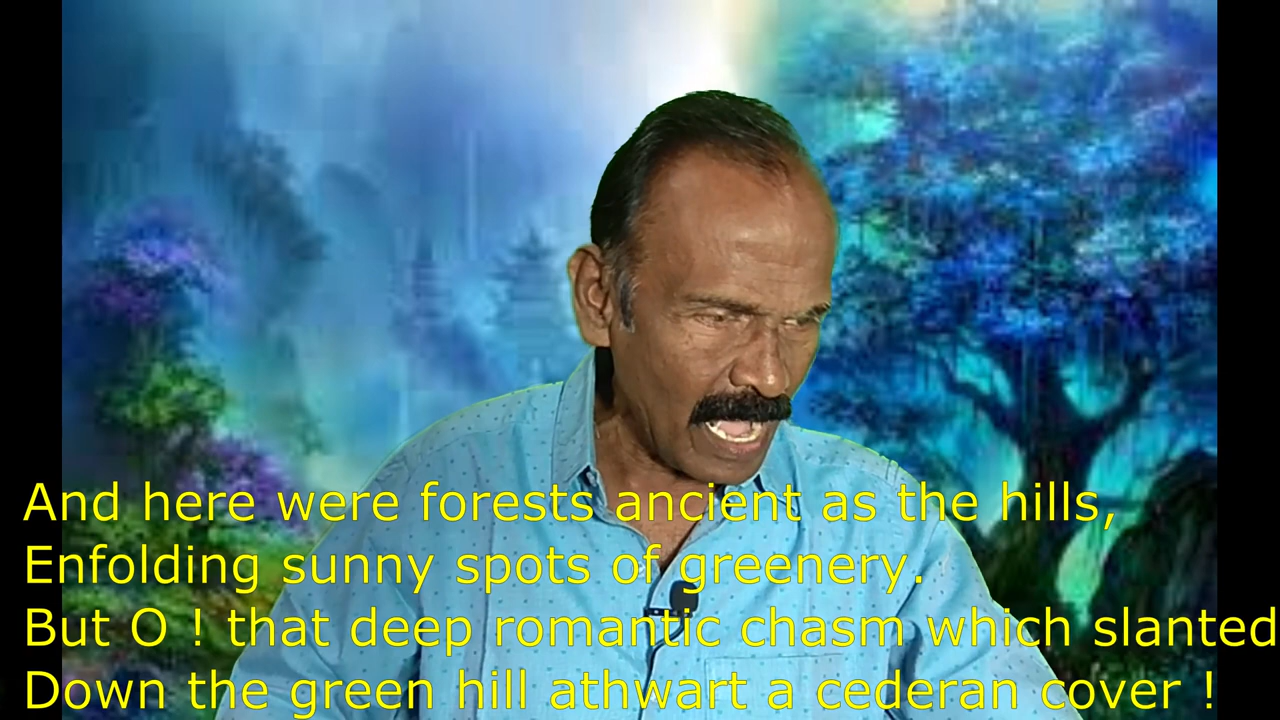 And here were forests ancient as the hills,
Enfolding sunny spots of greenery.
But O ! that deep romantic chasm which slanted
Down the green hill athwart a cederan cover !